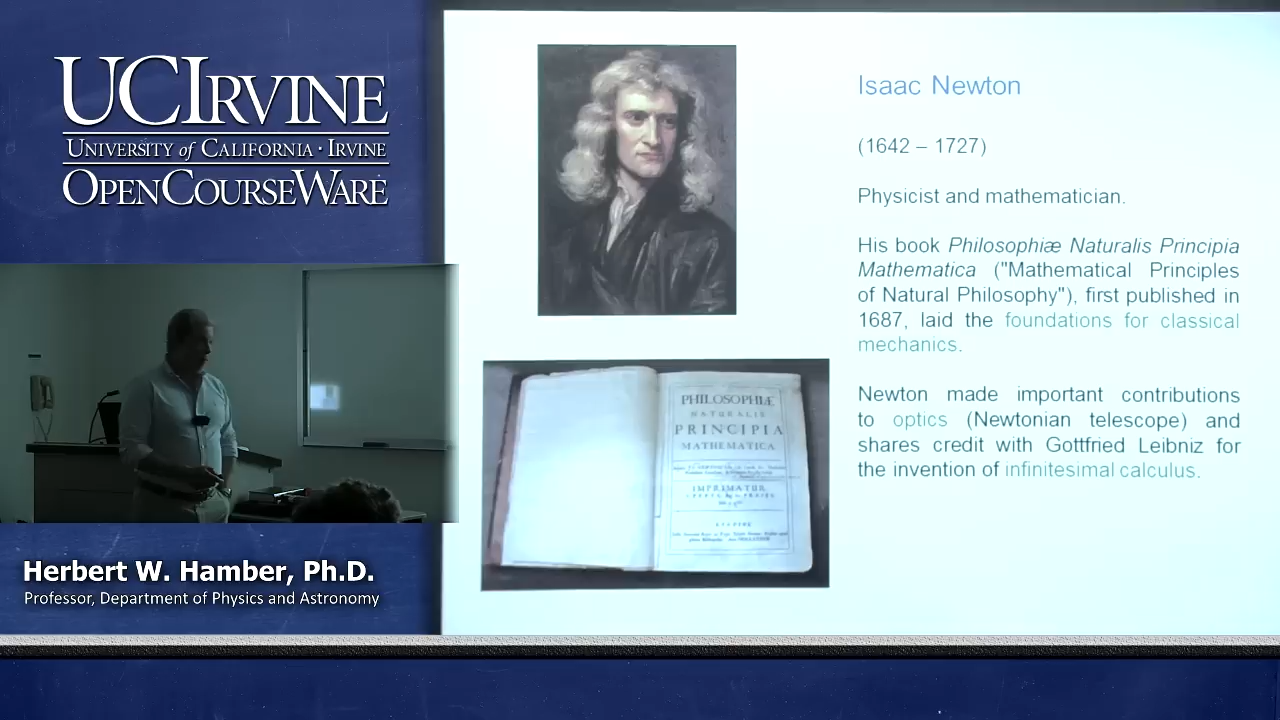 UCIRVINE
UNIVERSITY of CALIFORNIA · IRVINE
OPENCOURSEWARE
Herbert W. Hamber, Ph.D.
Professor, Department of Physics and Astronomy
Isaac Newton
(1642 – 1727)
Physicist and mathematician.
His book Philosophiæ Naturalis Principia
Mathematica ("Mathematical Principles
of Natural Philosophy"), first published in
1687, laid the foundations for classical
mechanics.
Newton made important contributions
to optics (Newtonian telescope) and
shares credit with Gottfried Leibniz for
the invention of infinitesimal calculus.
PHILOSOPHIÆ
NATURALIS
PRINCIPIA
MATHEMATICA
IMPRIMATUR